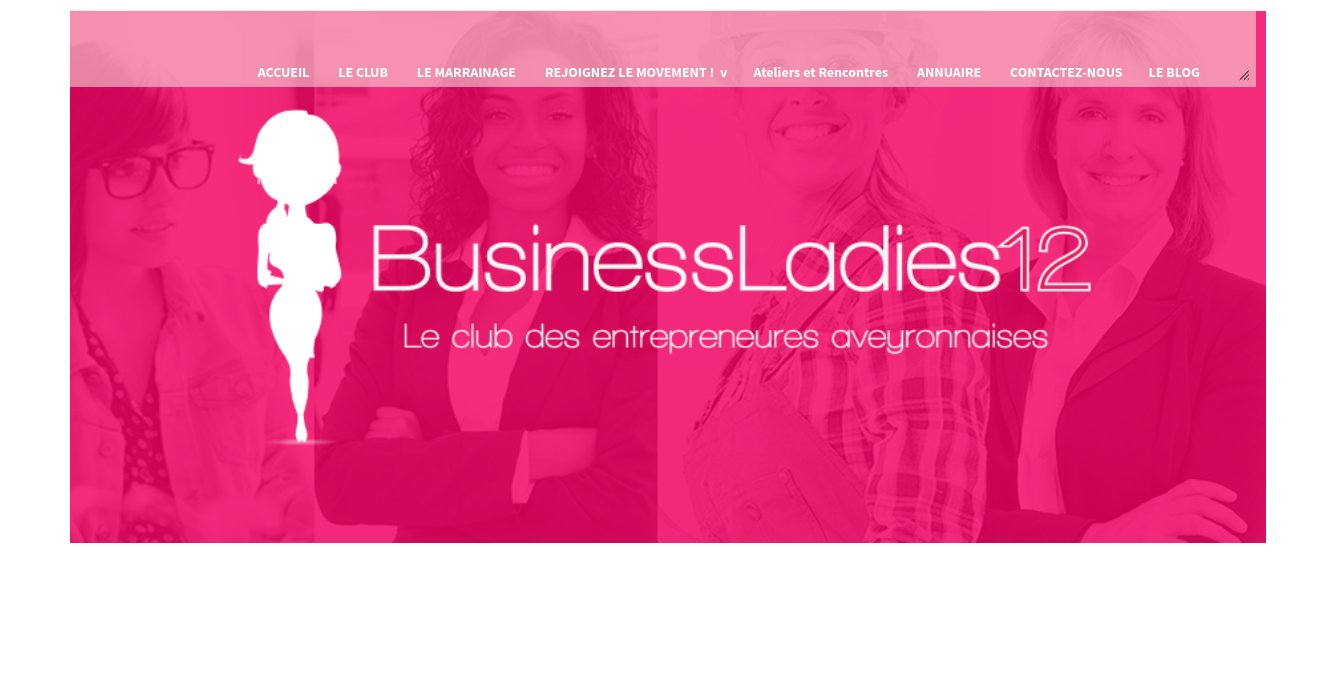 ACCUEIL LE CLUB LE MARRAINAGE REJOIGNEZ LE MOVEMENT ! v Ateliers et Rencontres ANNUAIRE CONTACTEZ-NOUS LE BLOG
BusinessLadies12
Le club des entrepreneures aveyronnaises